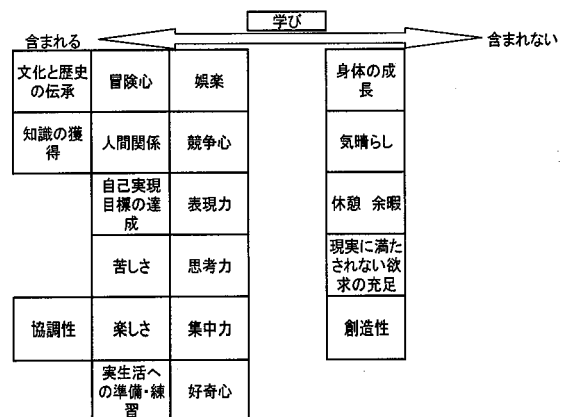 学び
含まれる
含まれない
文化と歴史
の伝承
冒険心
娯楽
身体の成
長
知識の獲
得
人間関係
競争心
気晴らし
自己実現
目標の達
成
表現力
休憩 余暇
苦しさ
思考力
現実に満た
されない欲
求の充足
協調性
楽しさ
集中力
創造性
実生活へ
の準備・練
習
好奇心